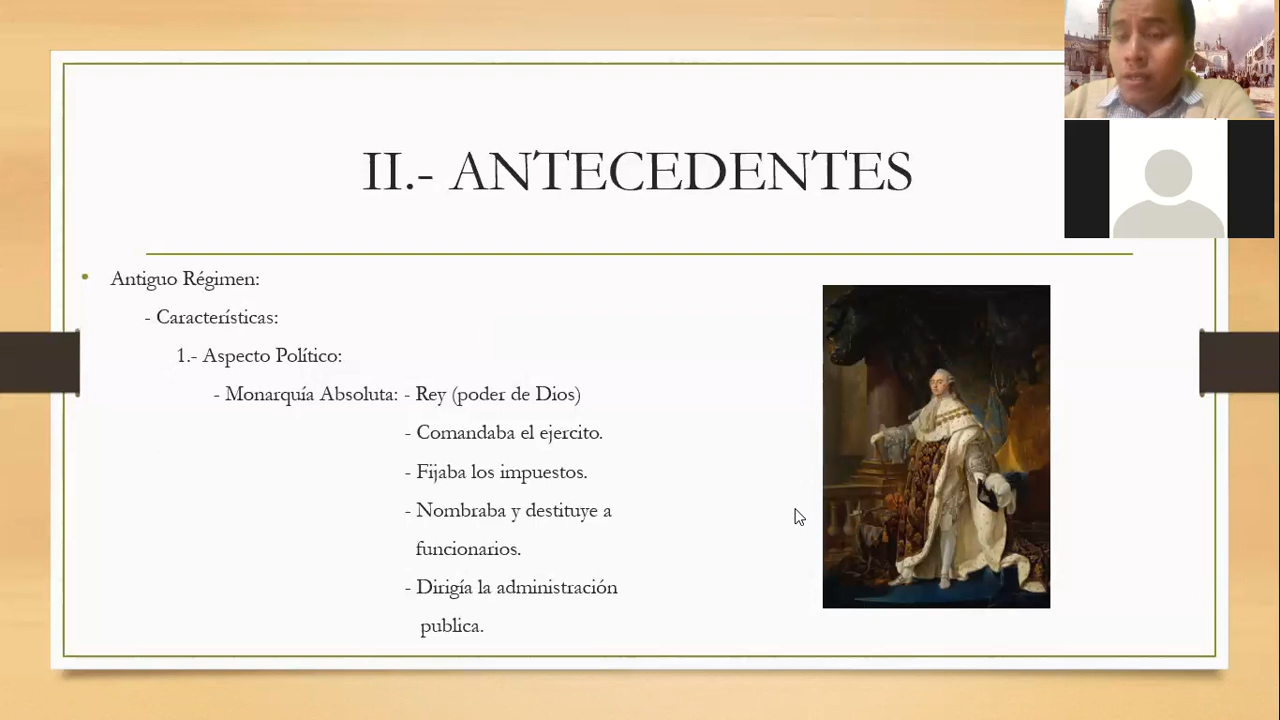 II.- ANTECEDENTES
• Antiguo Régimen:
- Características:
1.- Aspecto Político:
- Monarquía Absoluta: - Rey (poder de Dios)
- Comandaba el ejercito.
- Fijaba los impuestos.
- Nombraba y destituye a
funcionarios.
- Dirigía la administración
publica.